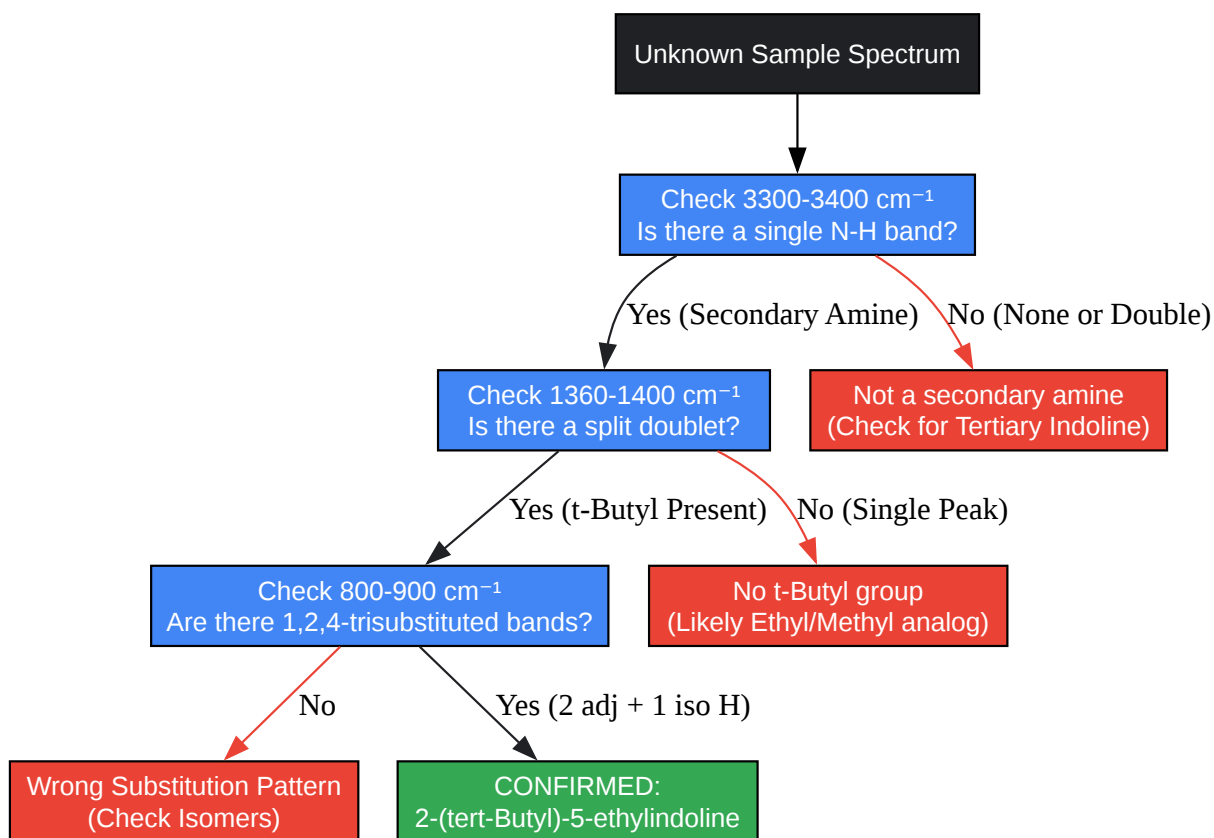 Unknown Sample Spectrum
Check 3300-3400 cm⁻¹
Is there a single N-H band?
Yes (Secondary Amine)
No (None or Double)
Check 1360-1400 cm⁻¹
Is there a split doublet?
Not a secondary amine
(Check for Tertiary Indoline)
Yes (t-Butyl Present)
No (Single Peak)
Check 800-900 cm⁻¹
Are there 1,2,4-trisubstituted bands?
No t-Butyl group
(Likely Ethyl/Methyl analog)
No
Yes (2 adj + 1 iso H)
Wrong Substitution Pattern
(Check Isomers)
CONFIRMED:
2-(tert-Butyl)-5-ethylindoline